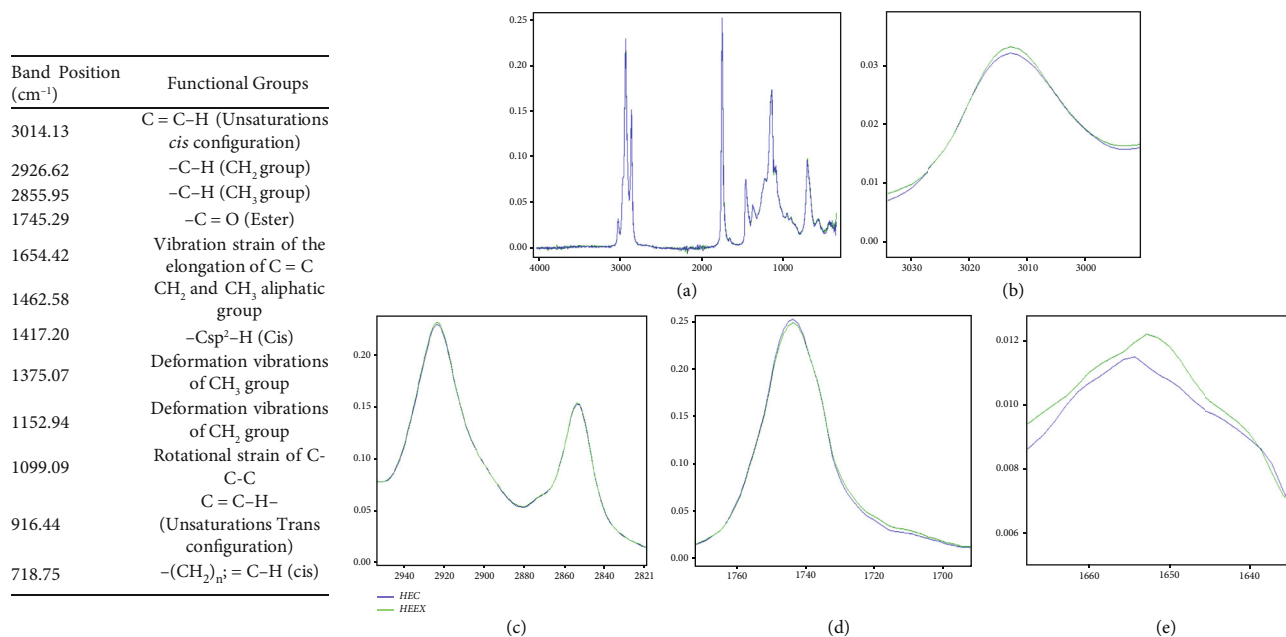 Band Position
(cm⁻¹)
Functional Groups
3014.13
C = C–H (Unsaturations
cis configuration)
2926.62
–C–H (CH₂ group)
2855.95
–C–H (CH₃ group)
1745.29
–C = O (Ester)
1654.42
Vibration strain of the
elongation of C = C
1462.58
CH₂ and CH₃ aliphatic
group
1417.20
–Csp²–H (Cis)
1375.07
Deformation vibrations
of CH₃ group
1152.94
Deformation vibrations
of CH₂ group
1099.09
Rotational strain of C-
C-C
916.44
C = C–H–
(Unsaturations Trans
configuration)
718.75
–(CH₂)ₙ; = C–H (cis)
0.25
0.20
0.15
0.10
0.05
0.00
4000 3000 2000 1000
(a)
0.03
0.02
0.01
0.00
3030 3020 3010 3000
(b)
0.20
0.15
0.10
0.05
0.00
2940 2920 2900 2880 2860 2840 2821
HEC
HEEX
(c)
0.25
0.20
0.15
0.10
0.05
0.00
1760 1740 1720 1700
(d)
0.012
0.010
0.008
0.006
1660 1650 1640
(e)